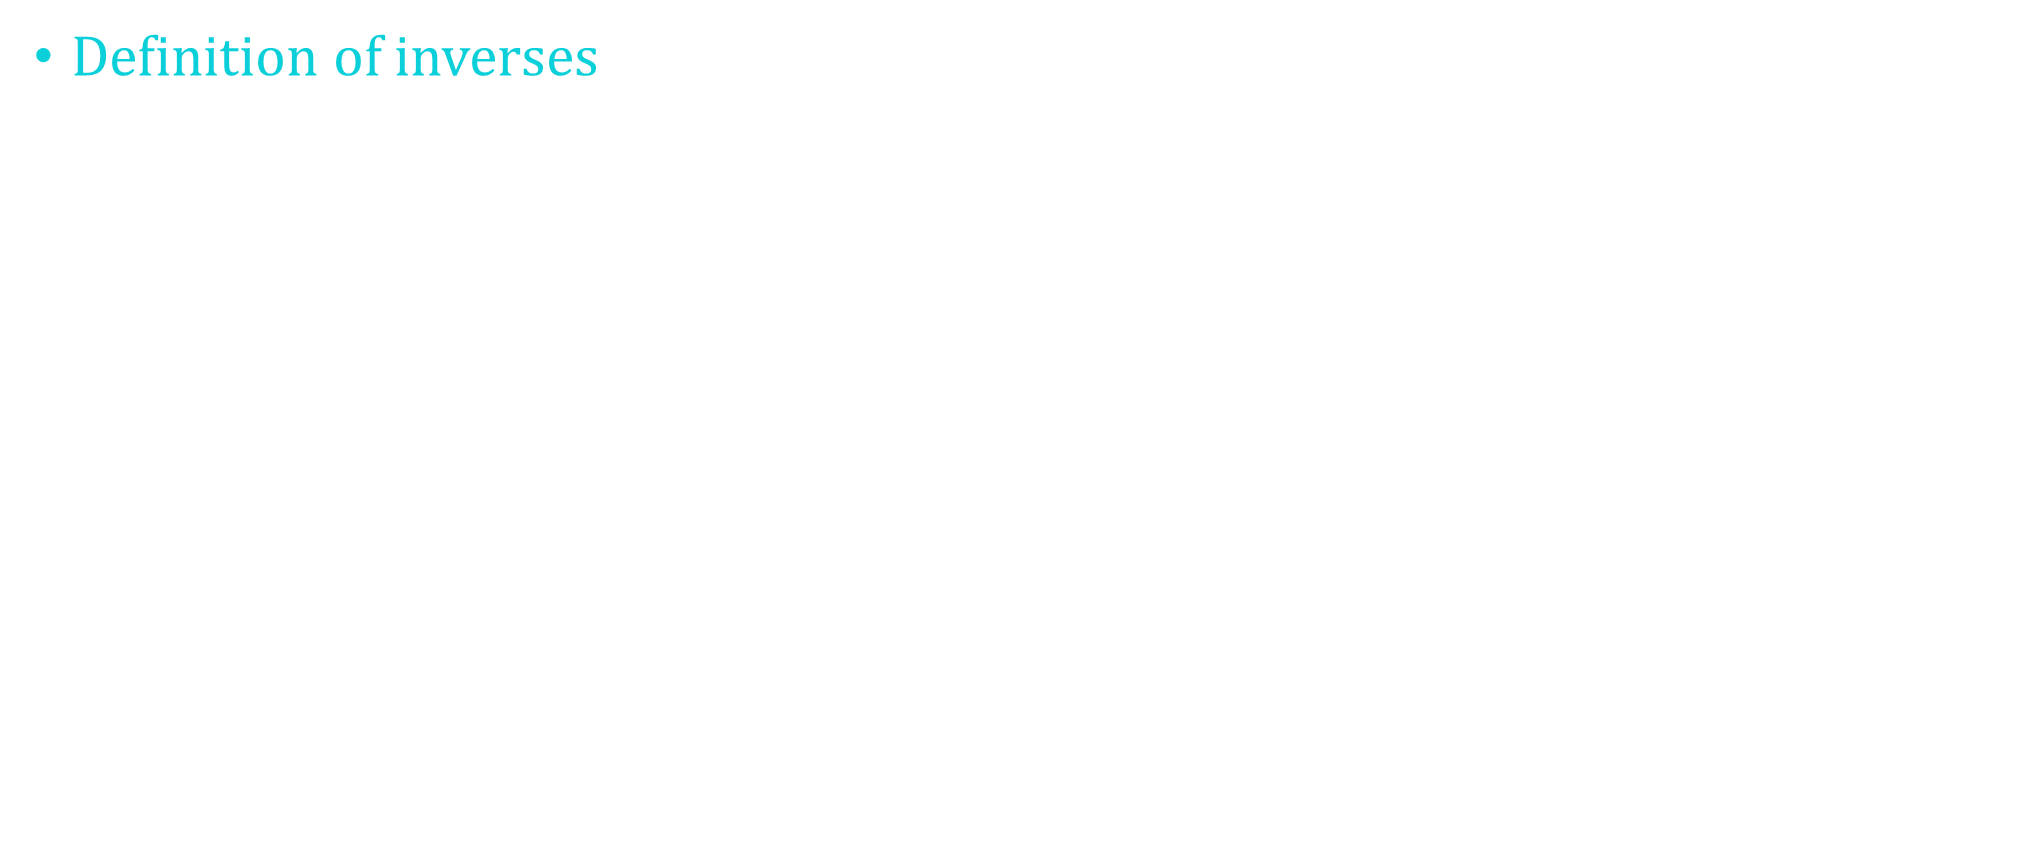 • Definition of inverses